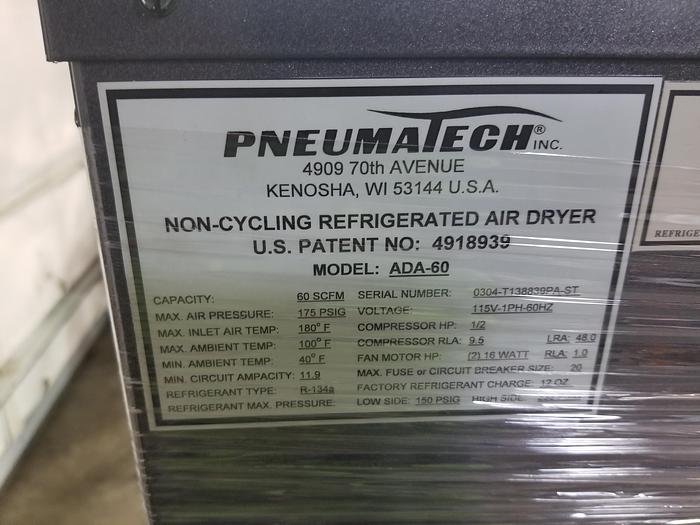 PNEUMATECH® INC.
4909 70th AVENUE
KENOSHA, WI 53144 U.S.A.
NON-CYCLING REFRIGERATED AIR DRYER
U.S. PATENT NO: 4918939
MODEL: ADA-60
CAPACITY: 60 SCFM SERIAL NUMBER: 0304-T138839PA-ST
MAX. AIR PRESSURE: 175 PSIG VOLTAGE: 115V-1PH-60HZ
MAX. INLET AIR TEMP: 180° F COMPRESSOR HP: 1/2
MAX. AMBIENT TEMP: 100° F COMPRESSOR RLA: 9.5 LRA: 48.0
MIN. AMBIENT TEMP: 40° F FAN MOTOR HP: (2) 16 WATT RLA: 1.0
MIN. CIRCUIT AMPACITY: 11.9 MAX. FUSE or CIRCUIT BREAKER SIZE: 20
REFRIGERANT TYPE: R-134a FACTORY REFRIGERANT CHARGE: 12 OZ
REFRIGERANT MAX. PRESSURE: LOW SIDE: 150 PSIG HIGH SIDE